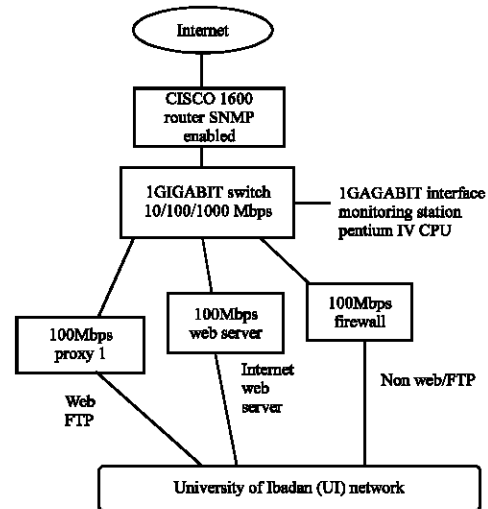 Internet
CISCO 1600
router SNMP
enabled
1GIGABIT switch
10/100/1000 Mbps
1GAGABIT interface
monitoring station
pentium IV CPU
100Mbps
proxy 1
100Mbps
web server
100Mbps
firewall
Web
FTP
Internet
web
server
Non web/FTP
University of Ibadan (UI) network